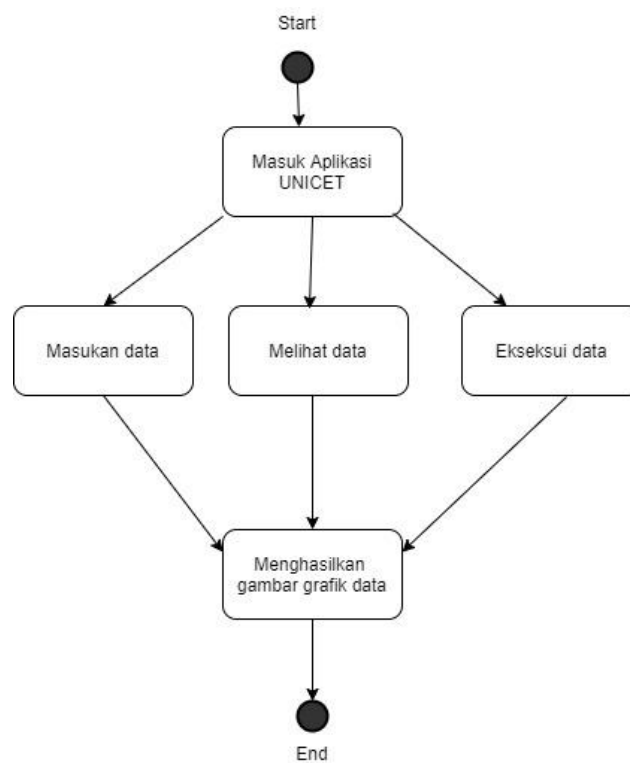 Start
Masuk Aplikasi
UNICET
Masukan data
Melihat data
Ekseksui data
Menghasilkan
gambar grafik data
End